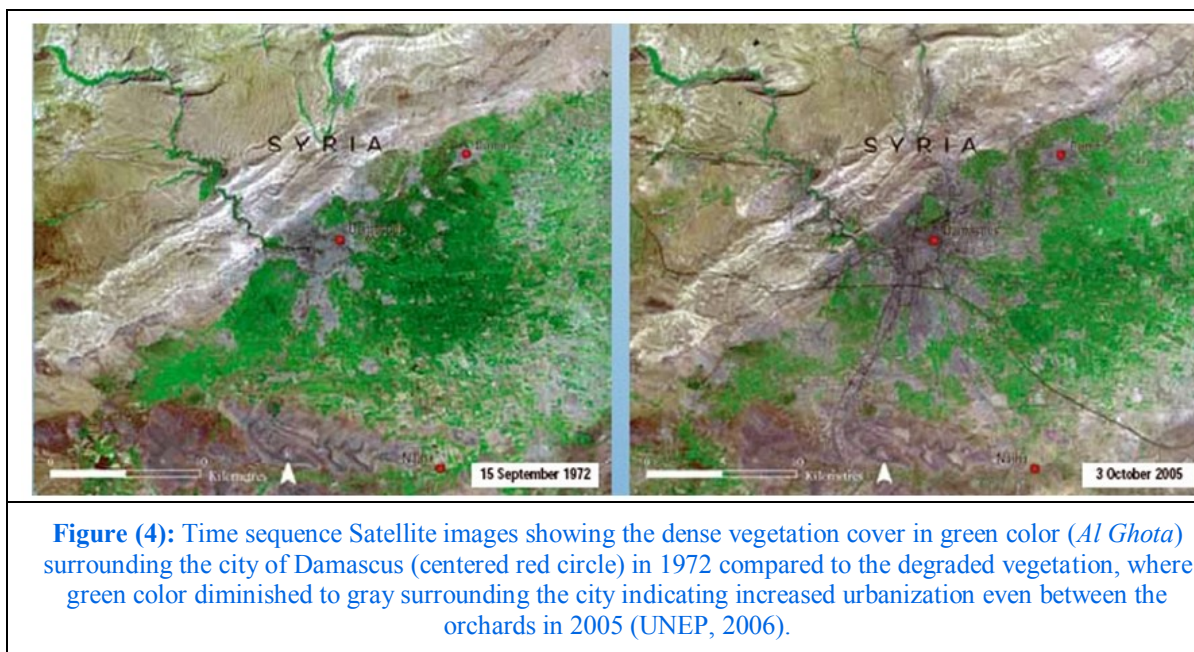 SYRIA
Damascus
Kilometres
15 September 1972
SYRIA
Damascus
Najha
Kilometres
3 October 2005
Figure (4): Time sequence Satellite images showing the dense vegetation cover in green color (Al Ghota)
surrounding the city of Damascus (centered red circle) in 1972 compared to the degraded vegetation, where
green color diminished to gray surrounding the city indicating increased urbanization even between the
orchards in 2005 (UNEP, 2006).